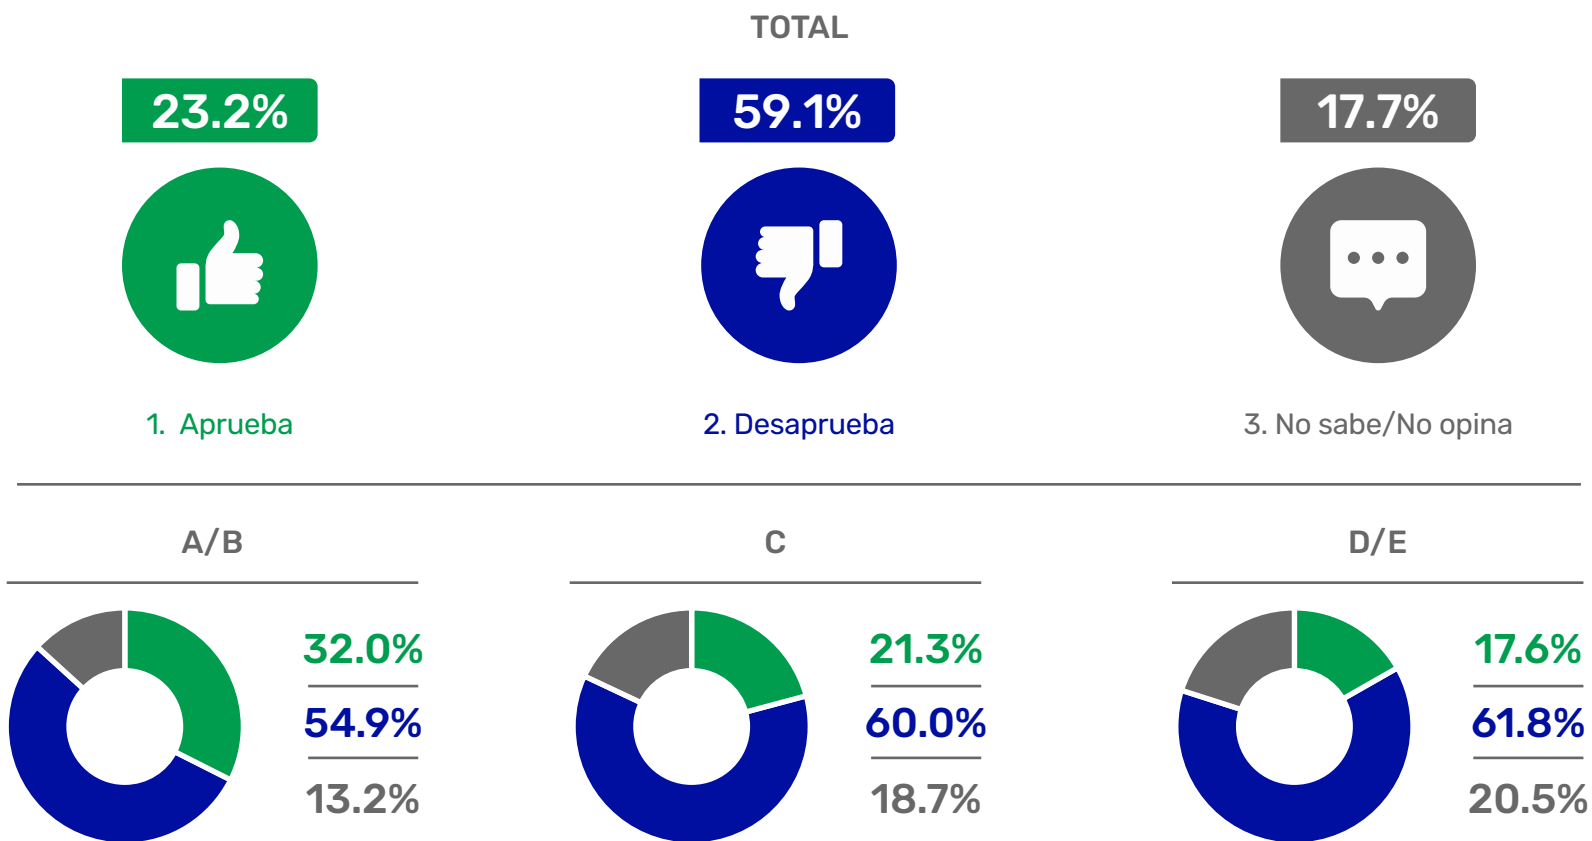 TOTAL
23.2% 59.1% 17.7%
1. Aprueba 2. Desaprueba 3. No sabe/No opina
A/B C D/E
32.0% 21.3% 17.6%
54.9% 60.0% 61.8%
13.2% 18.7% 20.5%